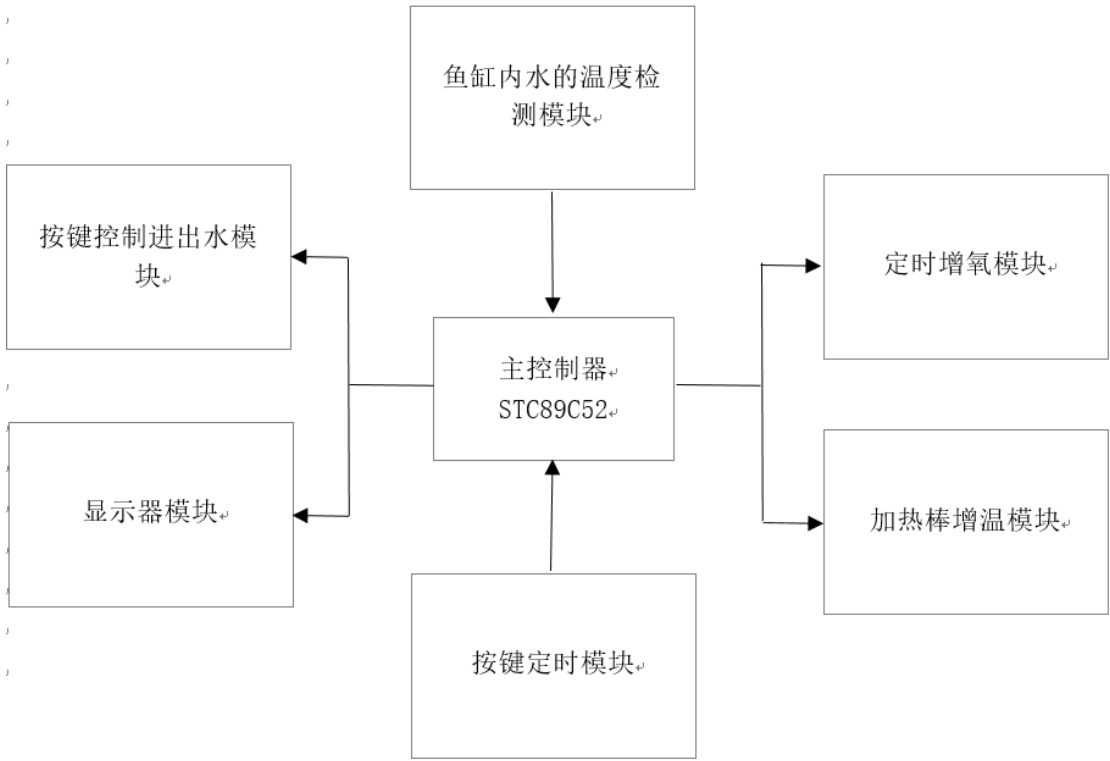 鱼缸内水的温度检
测模块
按键控制进出水模
块
定时增氧模块
主控制器
STC89C52
显示器模块
加热棒增温模块
按键定时模块